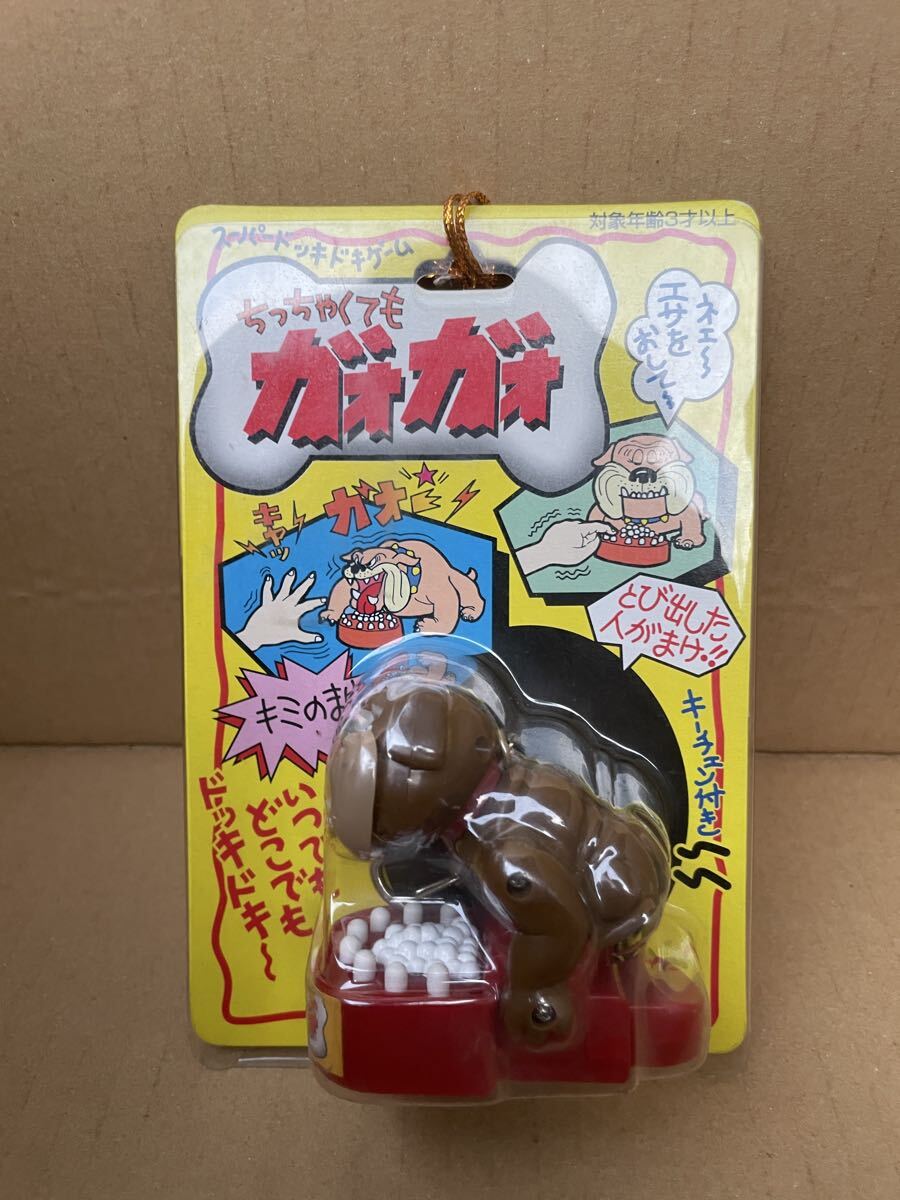 対象年齢3才以上
スーパードッキドキゲーム
ちっちゃくても
ガォガォ
ネェ〜
エサを
おして〜
キャッ
ガオー
とび出した
人がまけ!!
キミのま
キーチェン付き
いつでも
どこでも
ドッキドキ〜